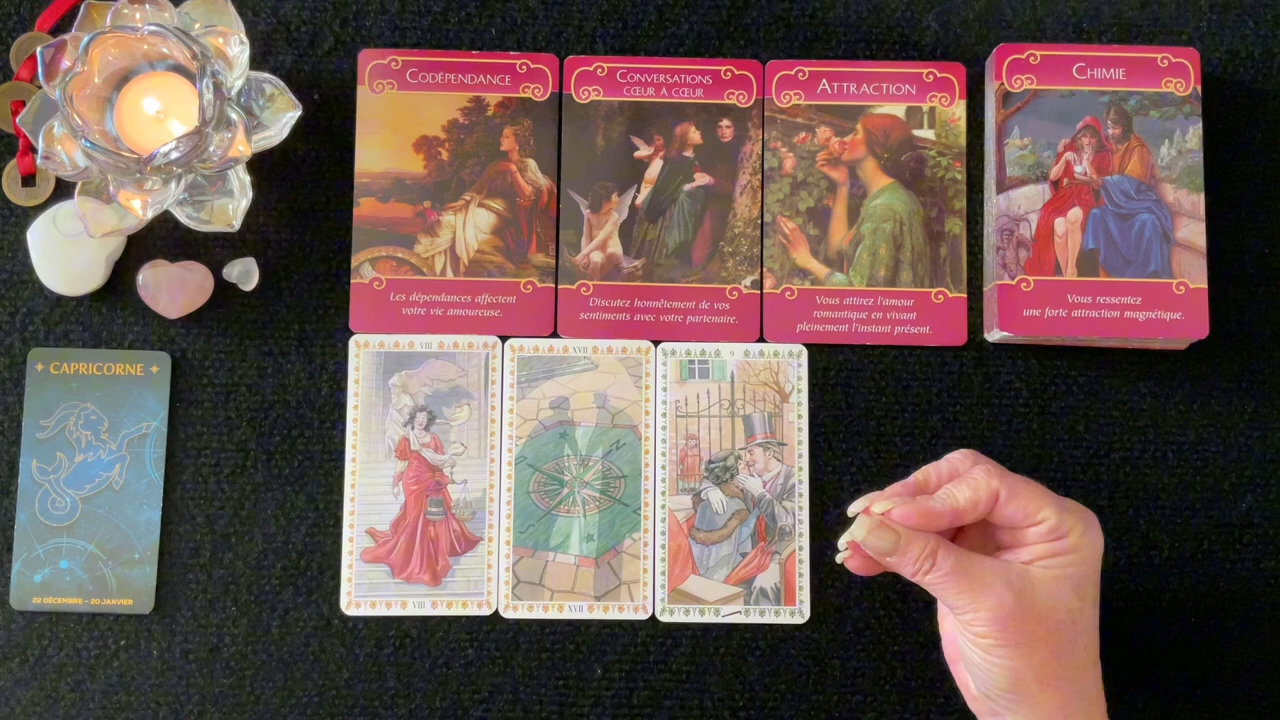 CODÉPENDANCE
Les dépendances affectent
votre vie amoureuse.
CONVERSATIONS
CŒUR À CŒUR
Discutez honnêtement de vos
sentiments avec votre partenaire.
ATTRACTION
Vous attirez l'amour
romantique en vivant
pleinement l'instant présent.
CHIMIE
Vous ressentez
une forte attraction magnétique.
CAPRICORNE
22 DÉCEMBRE – 20 JANVIER
VIII
VIII
XVII
N
XVII
9